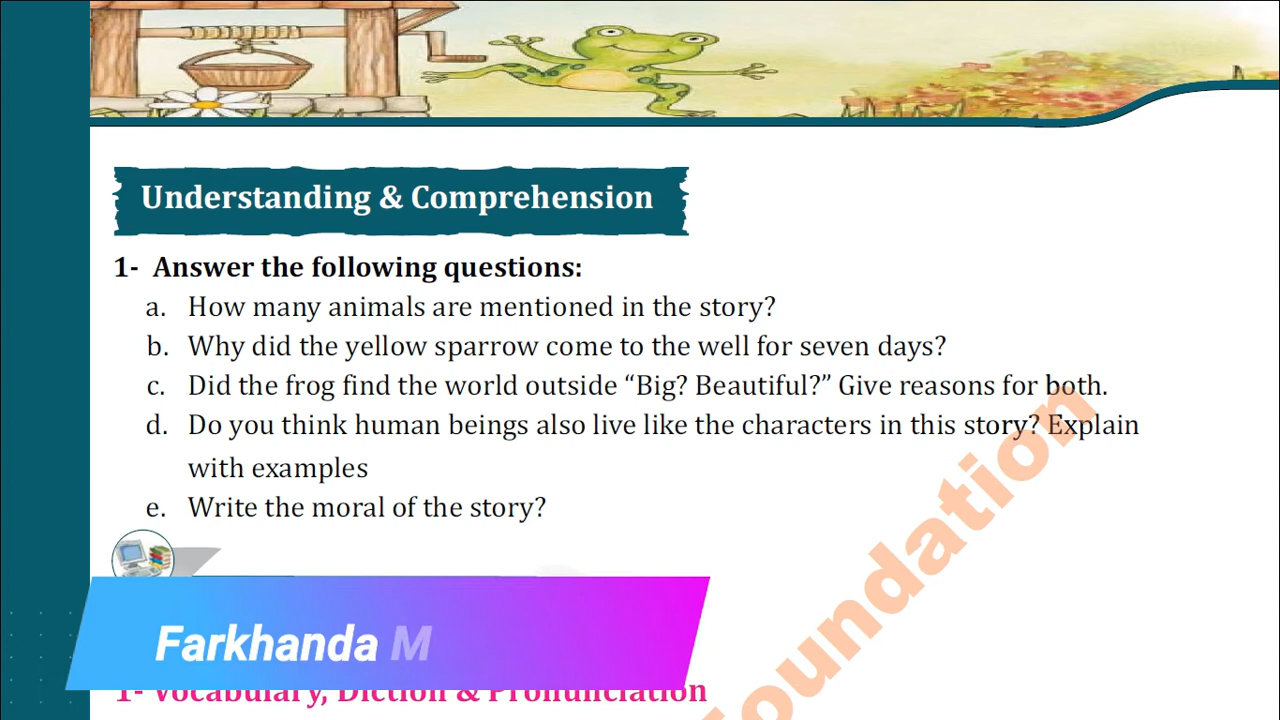 Understanding & Comprehension
1- Answer the following questions:
a. How many animals are mentioned in the story?
b. Why did the yellow sparrow come to the well for seven days?
c. Did the frog find the world outside “Big? Beautiful?” Give reasons for both.
d. Do you think human beings also live like the characters in this story? Explain
with examples
e. Write the moral of the story?
Farkhanda M
1- Vocabulary, Diction & Pronunciation
oundation